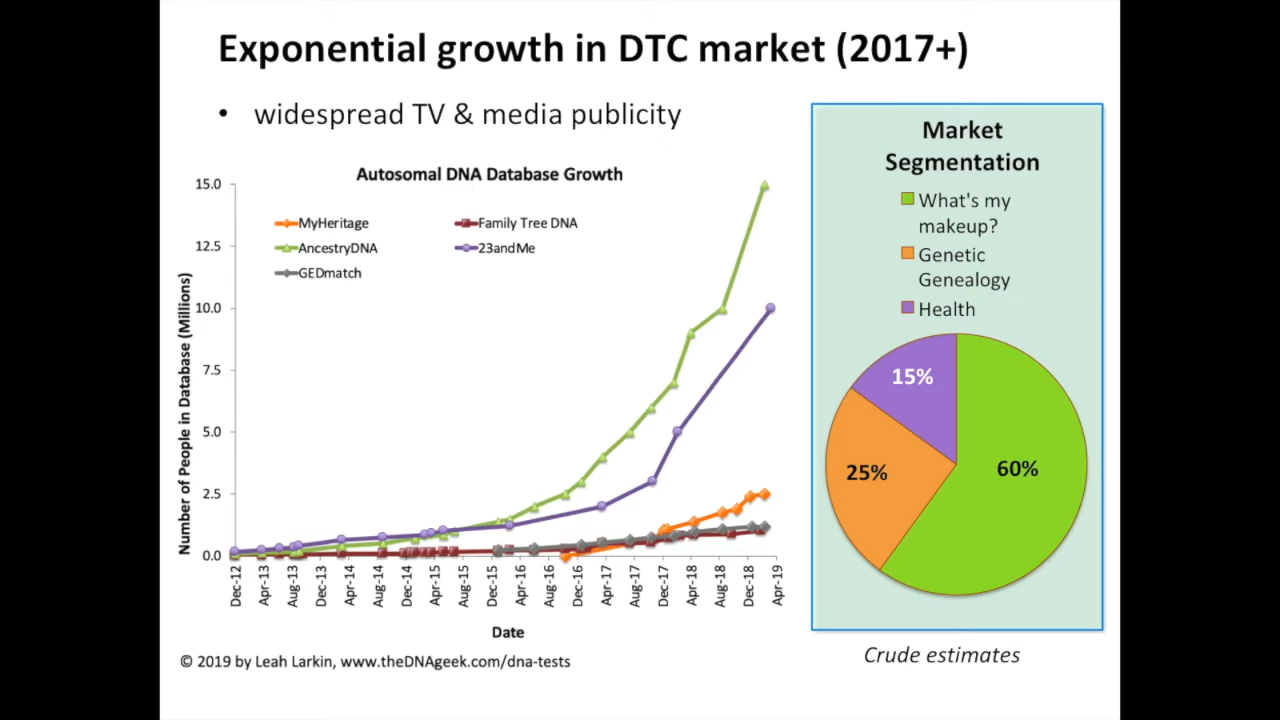 Exponential growth in DTC market (2017+)
• widespread TV & media publicity
Autosomal DNA Database Growth
MyHeritage
Family Tree DNA
AncestryDNA
23andMe
GEDmatch
Number of People in Database (Millions)
15.0
12.5
10.0
7.5
5.0
2.5
0.0
Dec-12
Apr-13
Aug-13
Dec-13
Apr-14
Aug-14
Dec-14
Apr-15
Aug-15
Dec-15
Apr-16
Aug-16
Dec-16
Apr-17
Aug-17
Dec-17
Apr-18
Aug-18
Dec-18
Apr-19
Date
© 2019 by Leah Larkin, www.theDNAgeek.com/dna-tests
Market
Segmentation
What's my
makeup?
Genetic
Genealogy
Health
15%
25%
60%
Crude estimates